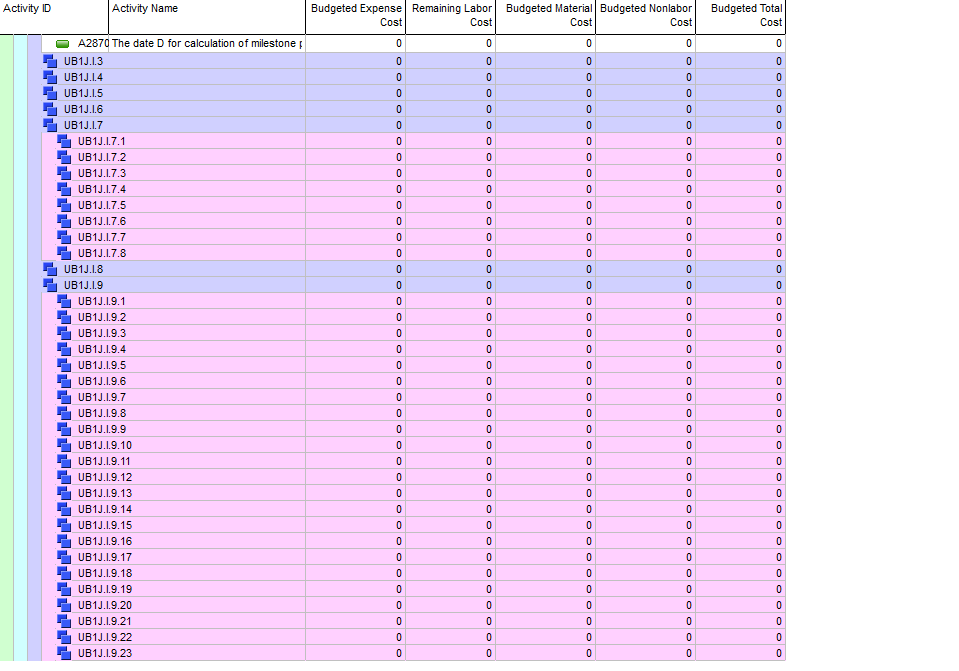 Activity ID Activity Name Budgeted Expense Cost Remaining Labor Cost Budgeted Material Cost Budgeted Nonlabor Cost Budgeted Total Cost
A2870 The date D for calculation of milestone p 0 0 0 0 0
UB1J.I.3 0 0 0 0 0
UB1J.I.4 0 0 0 0 0
UB1J.I.5 0 0 0 0 0
UB1J.I.6 0 0 0 0 0
UB1J.I.7 0 0 0 0 0
UB1J.I.7.1 0 0 0 0 0
UB1J.I.7.2 0 0 0 0 0
UB1J.I.7.3 0 0 0 0 0
UB1J.I.7.4 0 0 0 0 0
UB1J.I.7.5 0 0 0 0 0
UB1J.I.7.6 0 0 0 0 0
UB1J.I.7.7 0 0 0 0 0
UB1J.I.7.8 0 0 0 0 0
UB1J.I.8 0 0 0 0 0
UB1J.I.9 0 0 0 0 0
UB1J.I.9.1 0 0 0 0 0
UB1J.I.9.2 0 0 0 0 0
UB1J.I.9.3 0 0 0 0 0
UB1J.I.9.4 0 0 0 0 0
UB1J.I.9.5 0 0 0 0 0
UB1J.I.9.6 0 0 0 0 0
UB1J.I.9.7 0 0 0 0 0
UB1J.I.9.8 0 0 0 0 0
UB1J.I.9.9 0 0 0 0 0
UB1J.I.9.10 0 0 0 0 0
UB1J.I.9.11 0 0 0 0 0
UB1J.I.9.12 0 0 0 0 0
UB1J.I.9.13 0 0 0 0 0
UB1J.I.9.14 0 0 0 0 0
UB1J.I.9.15 0 0 0 0 0
UB1J.I.9.16 0 0 0 0 0
UB1J.I.9.17 0 0 0 0 0
UB1J.I.9.18 0 0 0 0 0
UB1J.I.9.19 0 0 0 0 0
UB1J.I.9.20 0 0 0 0 0
UB1J.I.9.21 0 0 0 0 0
UB1J.I.9.22 0 0 0 0 0
UB1J.I.9.23 0 0 0 0 0